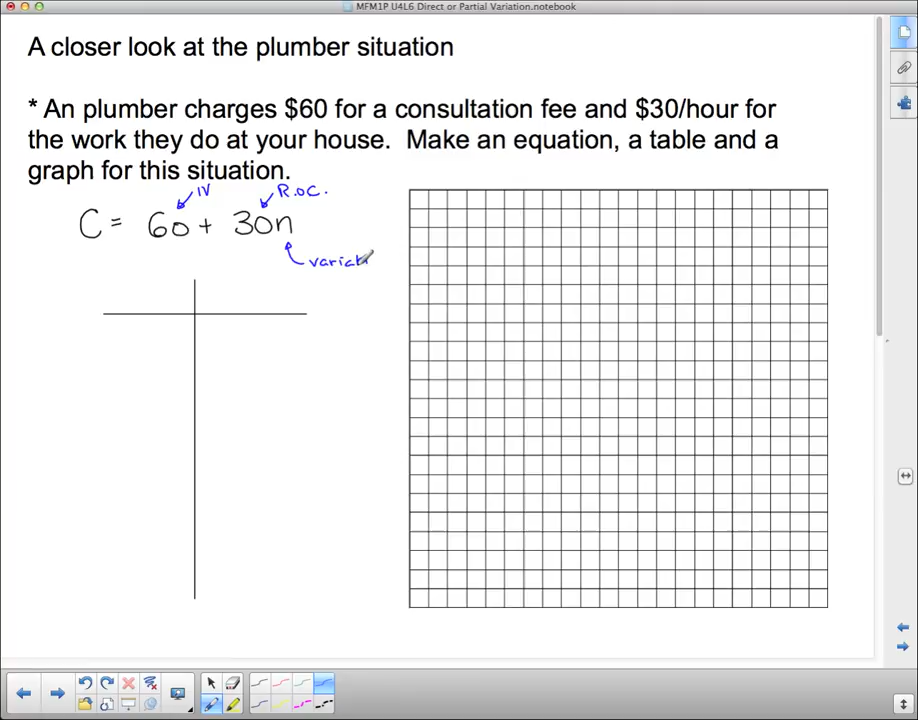 MFM1P U4L6 Direct or Partial Variation.notebook
A closer look at the plumber situation
* An plumber charges $60 for a consultation fee and $30/hour for
the work they do at your house. Make an equation, a table and a
graph for this situation.
IV
R.O.C.
C = 60 + 30n